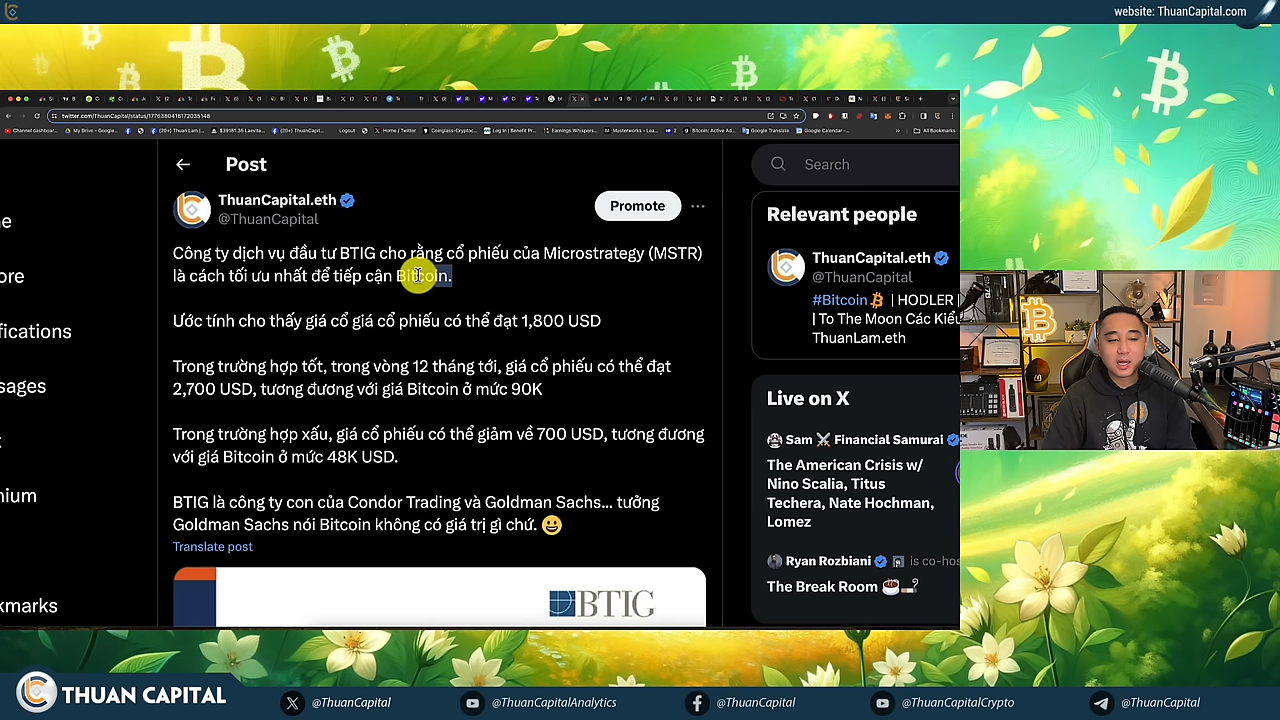 website: ThuanCapital.com
twitter.com/ThuanCapital/status/1776380418172035148
All Bookmarks
Post
ThuanCapital.eth
@ThuanCapital
Promote
Công ty dịch vụ đầu tư BTIG cho rằng cổ phiếu của Microstrategy (MSTR)
là cách tối ưu nhất để tiếp cận Bitcoin.
Ước tính cho thấy giá cổ giá cổ phiếu có thể đạt 1,800 USD
Trong trường hợp tốt, trong vòng 12 tháng tới, giá cổ phiếu có thể đạt
2,700 USD, tương đương với giá Bitcoin ở mức 90K
Trong trường hợp xấu, giá cổ phiếu có thể giảm về 700 USD, tương đương
với giá Bitcoin ở mức 48K USD.
BTIG là công ty con của Condor Trading và Goldman Sachs... tưởng
Goldman Sachs nói Bitcoin không có giá trị gì chứ. 😀
Translate post
BTIG
Search
Relevant people
ThuanCapital.eth
@ThuanCapital
#Bitcoin | HODLER |
| To The Moon Các Kiểu
ThuanLam.eth
Live on X
Sam ⚔️ Financial Samurai
The American Crisis w/
Nino Scalia, Titus
Techera, Nate Hochman,
Lomez
Ryan Rozbiani is co-hos
The Break Room ☕🚬
THUAN CAPITAL
@ThuanCapital
@ThuanCapitalAnalytics
@ThuanCapital
@ThuanCapitalCrypto
@ThuanCapital